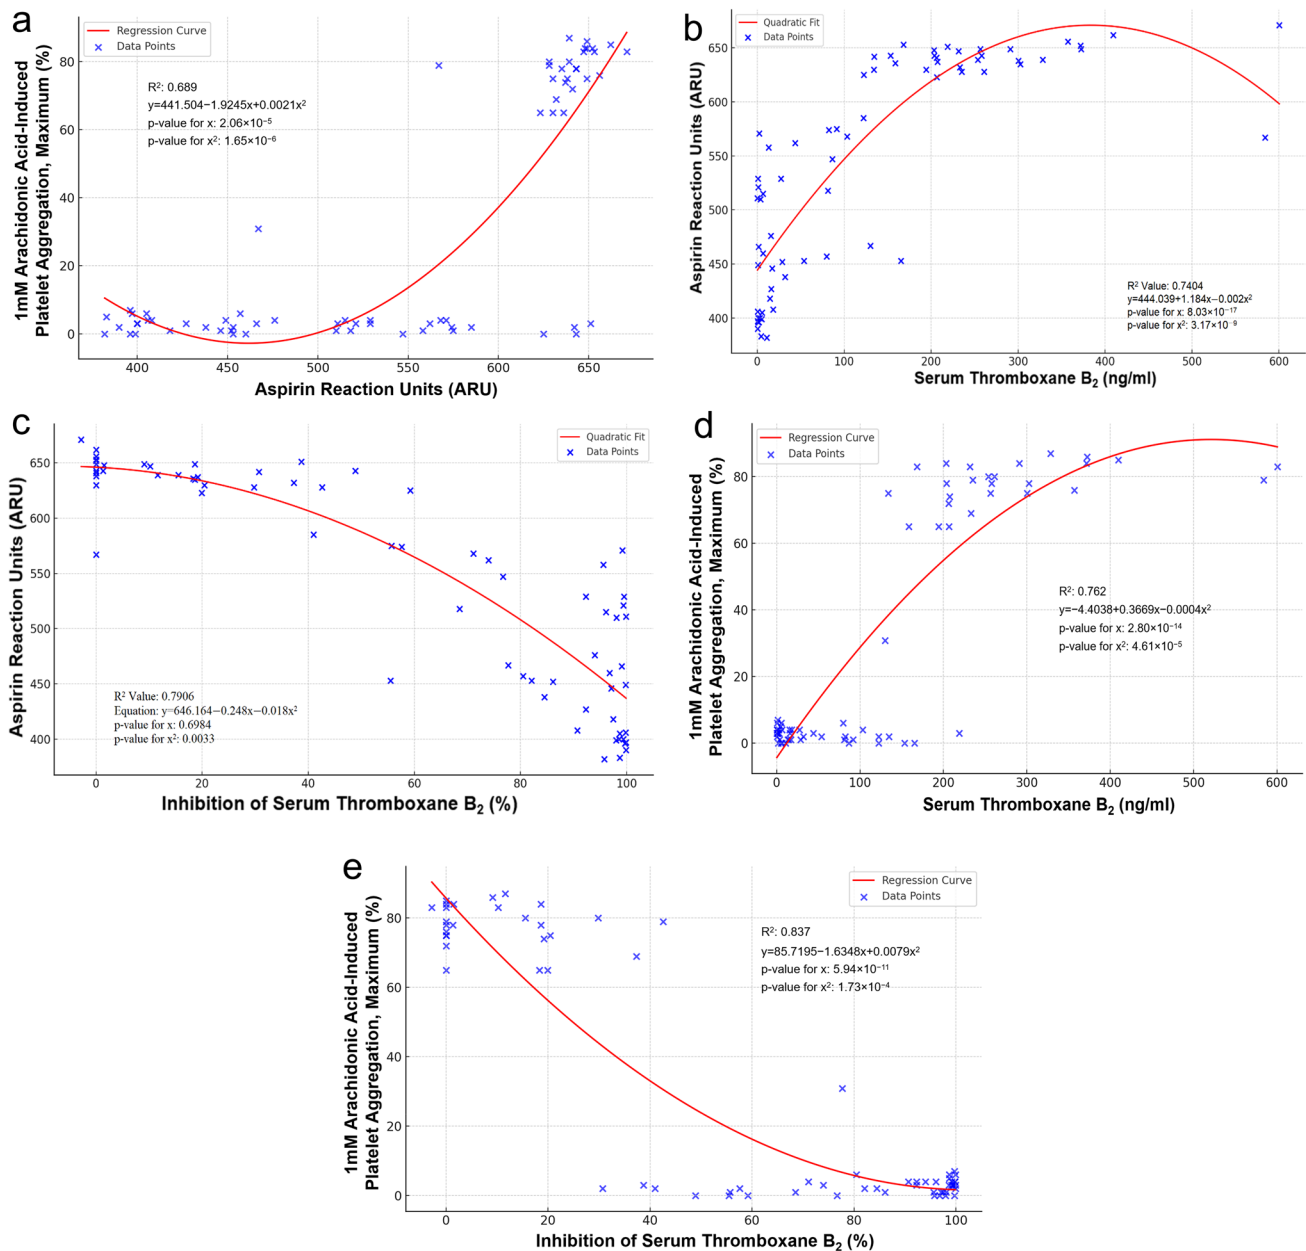 a
1mM Arachidonic Acid-Induced
Platelet Aggregation, Maximum (%)
80
60
40
20
0
Regression Curve
Data Points
R²: 0.689
y=441.504−1.9245x+0.0021x²
p-value for x: 2.06×10⁻⁵
p-value for x²: 1.65×10⁻⁶
400
450
500
550
600
650
Aspirin Reaction Units (ARU)
b
Aspirin Reaction Units (ARU)
650
600
550
500
450
400
Quadratic Fit
Data Points
R² Value: 0.7404
y=444.039+1.184x−0.002x²
p-value for x: 8.03×10⁻¹⁷
p-value for x²: 3.17×10⁻⁹
0
100
200
300
400
500
600
Serum Thromboxane B₂ (ng/ml)
c
Aspirin Reaction Units (ARU)
650
600
550
500
450
400
Quadratic Fit
Data Points
R² Value: 0.7906
Equation: y=646.164−0.248x−0.018x²
p-value for x: 0.6984
p-value for x²: 0.0033
0
20
40
60
80
100
Inhibition of Serum Thromboxane B₂ (%)
d
1mM Arachidonic Acid-Induced
Platelet Aggregation, Maximum (%)
80
60
40
20
0
Regression Curve
Data Points
R²: 0.762
y=−4.4038+0.3669x−0.0004x²
p-value for x: 2.80×10⁻¹⁴
p-value for x²: 4.61×10⁻⁵
0
100
200
300
400
500
600
Serum Thromboxane B₂ (ng/ml)
e
1mM Arachidonic Acid-Induced
Platelet Aggregation, Maximum (%)
80
60
40
20
0
Regression Curve
Data Points
R²: 0.837
y=85.7195−1.6348x+0.0079x²
p-value for x: 5.94×10⁻¹¹
p-value for x²: 1.73×10⁻⁴
0
20
40
60
80
100
Inhibition of Serum Thromboxane B₂ (%)